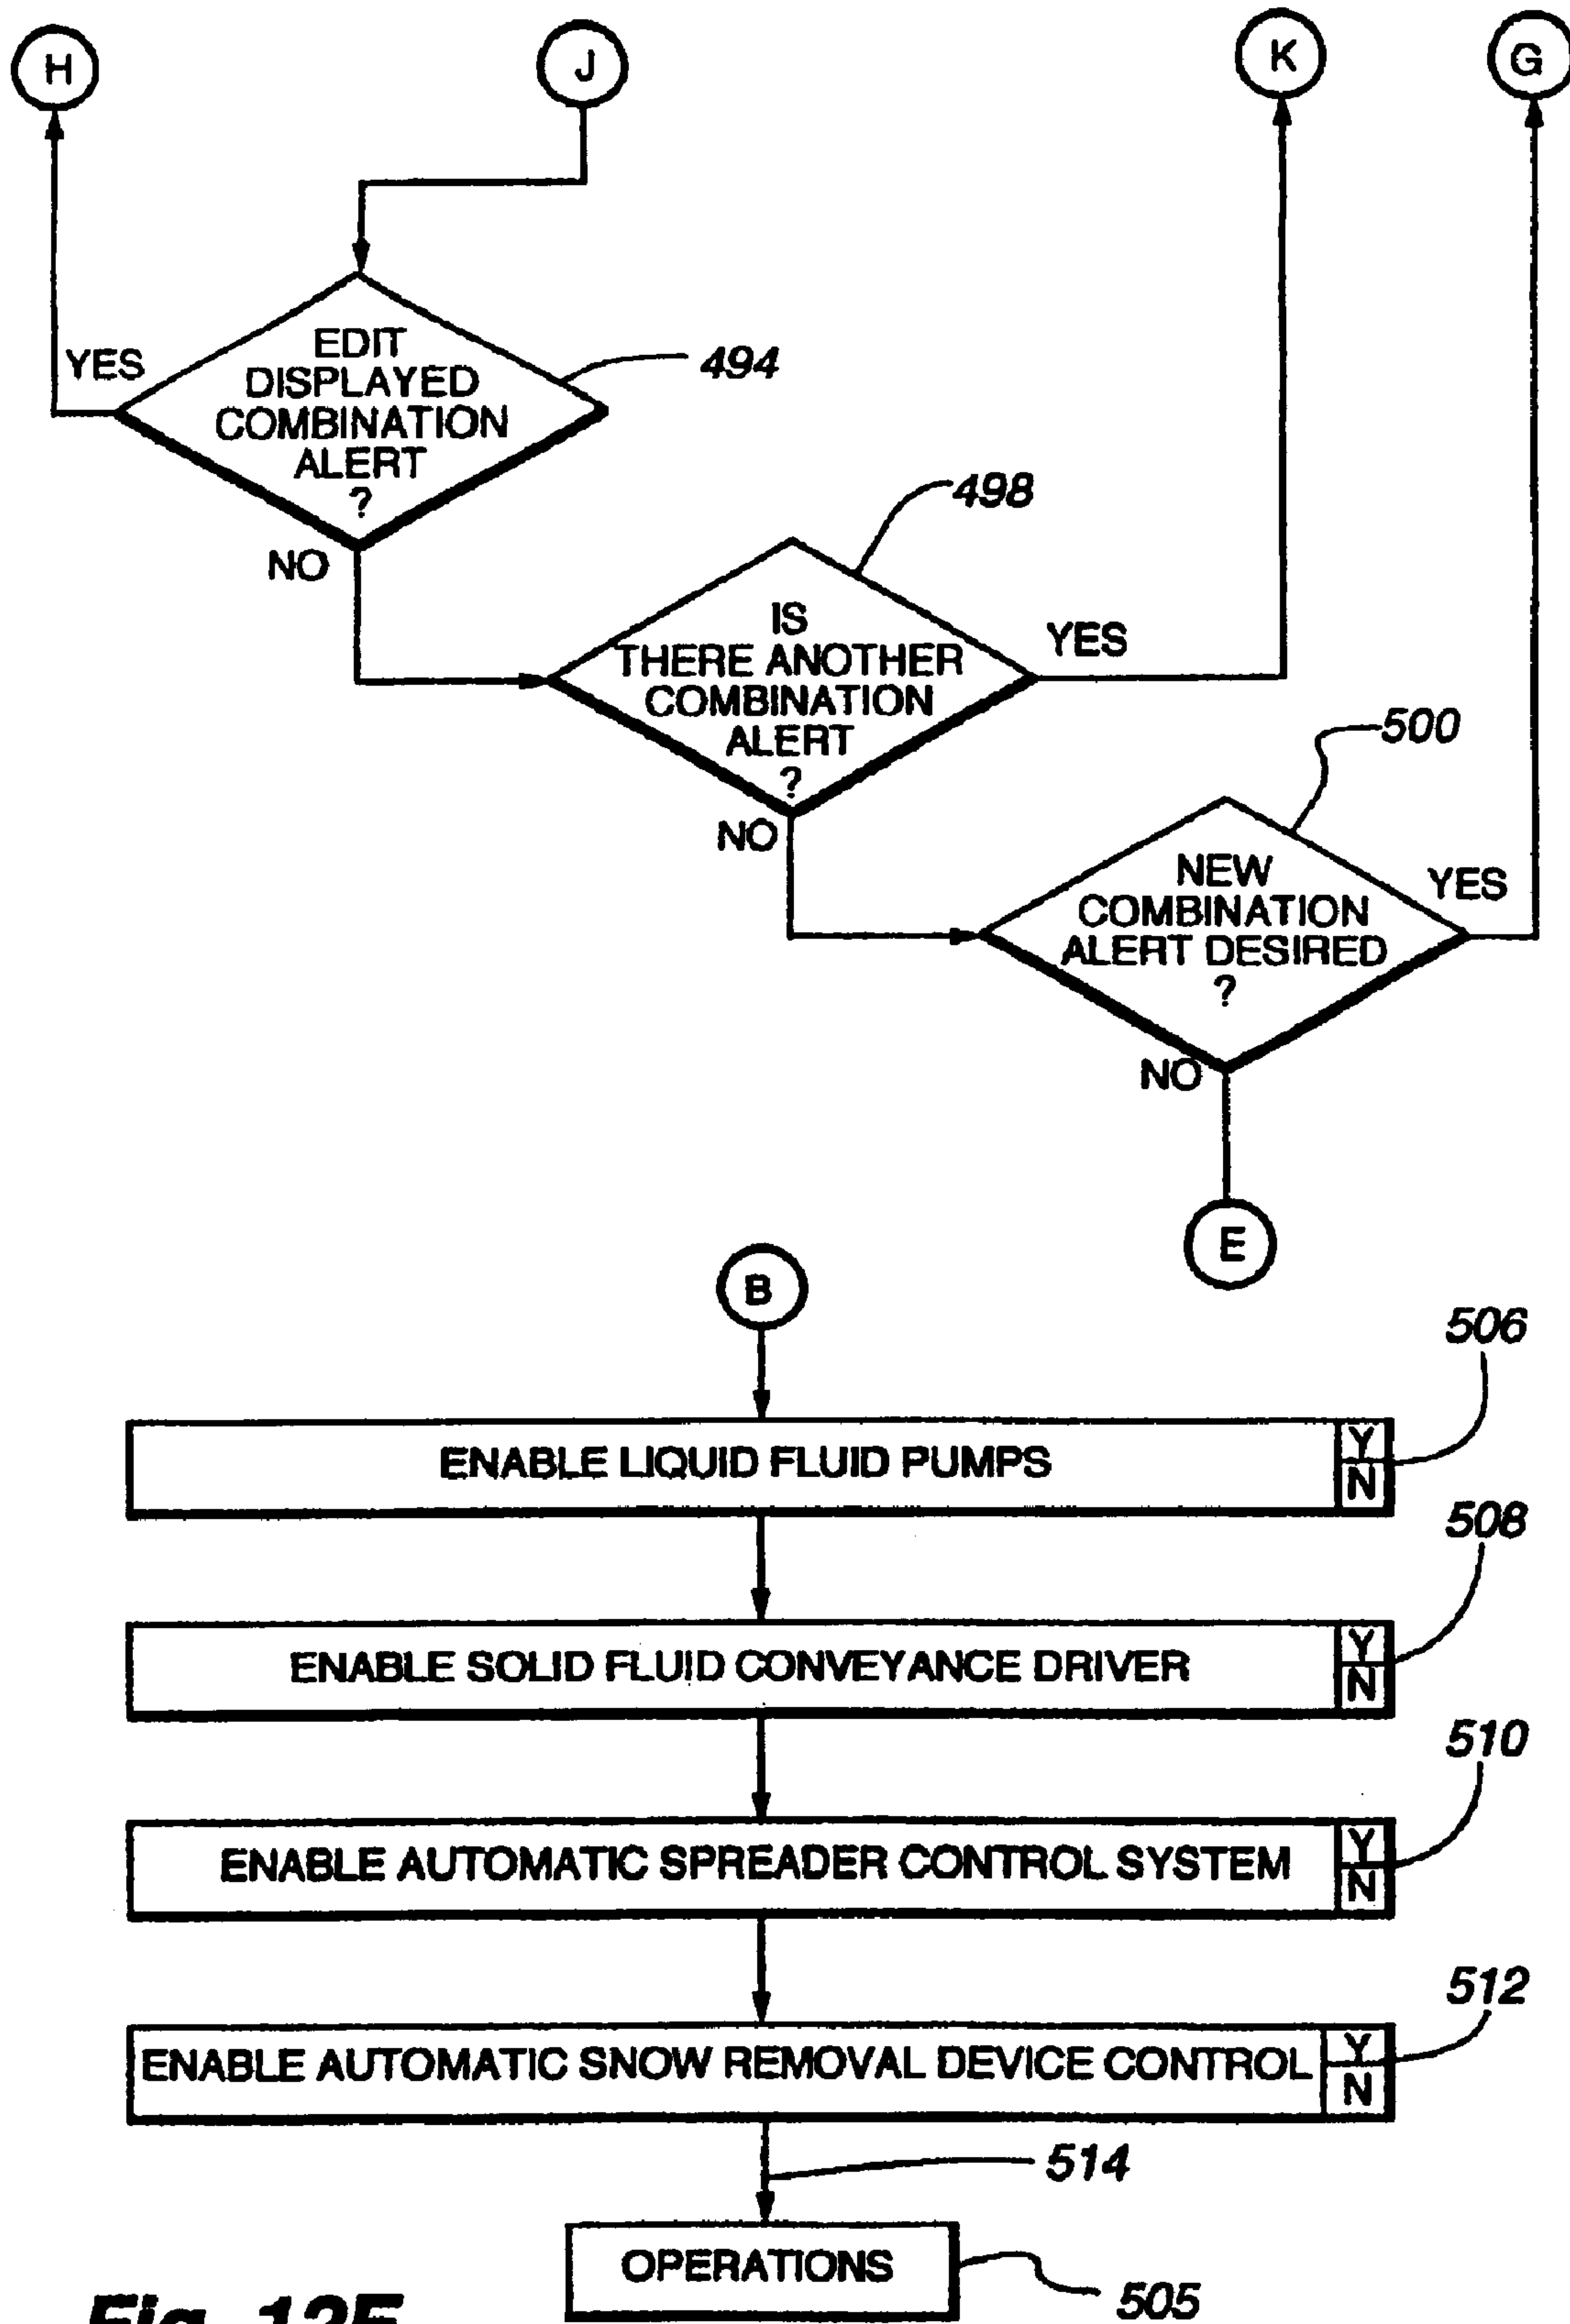 H
J
K
G
YES
EDIT
DISPLAYED
COMBINATION
ALERT
?
494
NO
498
IS
THERE ANOTHER
COMBINATION
ALERT
?
YES
NO
500
NEW
COMBINATION
ALERT DESIRED
?
YES
NO
E
B
506
ENABLE LIQUID FLUID PUMPS
Y
N
508
ENABLE SOLID FLUID CONVEYANCE DRIVER
Y
N
510
ENABLE AUTOMATIC SPREADER CONTROL SYSTEM
Y
N
512
ENABLE AUTOMATIC SNOW REMOVAL DEVICE CONTROL
Y
N
514
OPERATIONS
505